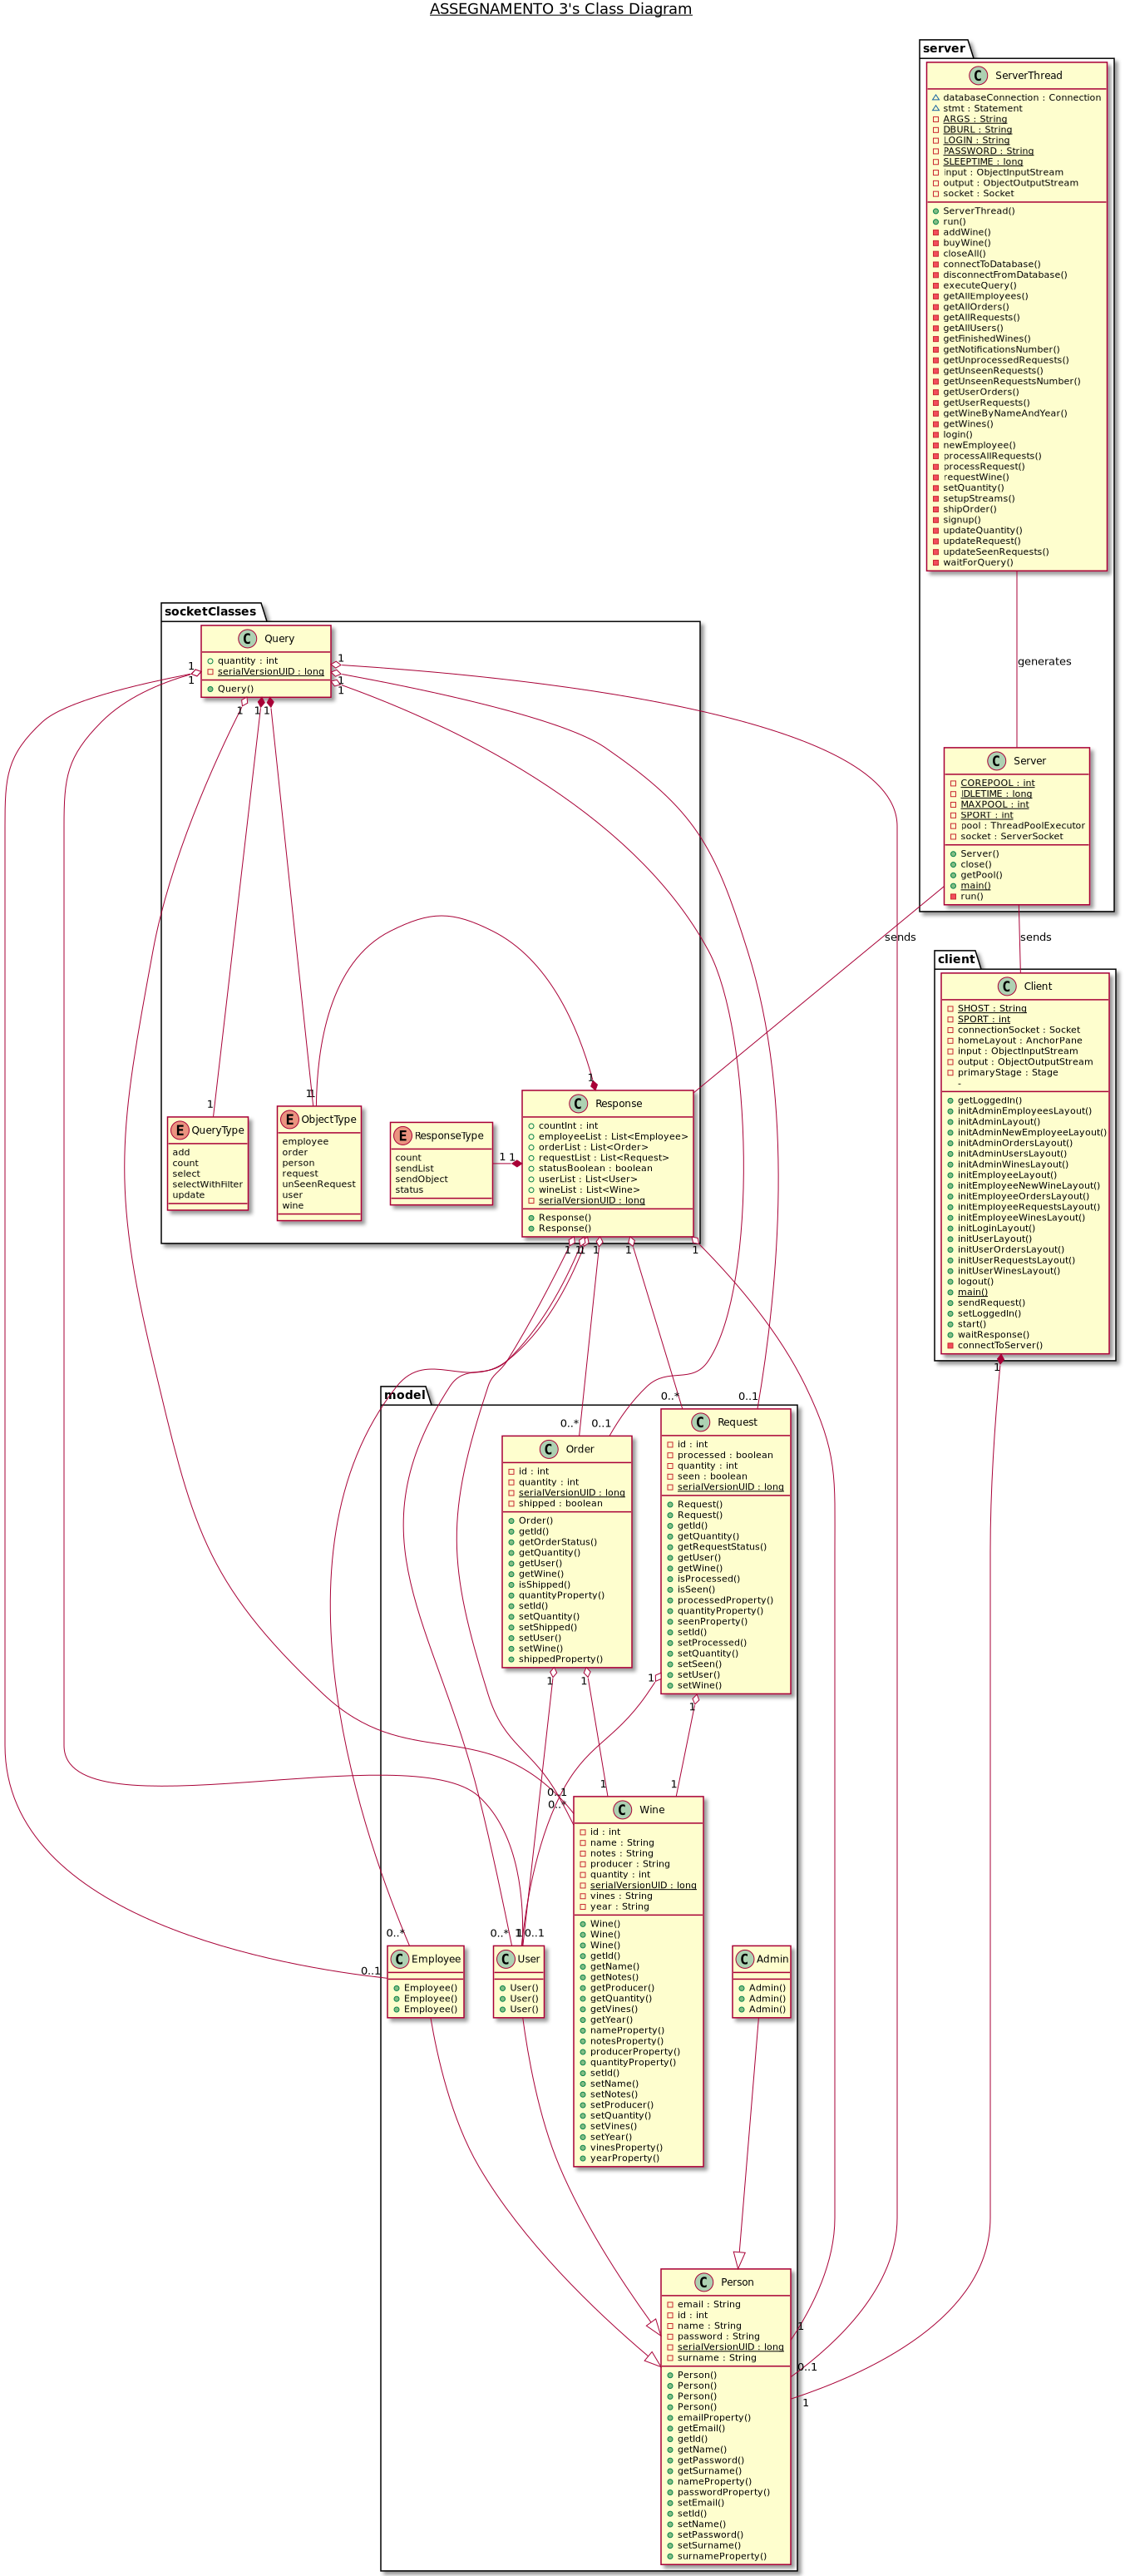 ASSEGNAMENTO 3's Class Diagram
server
ServerThread
databaseConnection : Connection
stmt : Statement
ARGS : String
DBURL : String
LOGIN : String
PASSWORD : String
SLEEPTIME : long
input : ObjectInputStream
output : ObjectOutputStream
socket : Socket
ServerThread()
run()
addWine()
buyWine()
closeAll()
connectToDatabase()
disconnectFromDatabase()
executeQuery()
getAllEmployees()
getAllOrders()
getAllRequests()
getAllUsers()
getFinishedWines()
getNotificationsNumber()
getUnprocessedRequests()
getUnseenRequests()
getUnseenRequestsNumber()
getUserOrders()
getUserRequests()
getWineByNameAndYear()
getWines()
login()
newEmployee()
processAllRequests()
processRequest()
requestWine()
setQuantity()
setupStreams()
shipOrder()
signup()
updateQuantity()
updateRequest()
updateSeenRequests()
waitForQuery()
generates
socketClasses
Query
quantity : int
serialVersionUID : long
Query()
1
1
1
1
1
1
1
1
Server
COREPOOL : int
IDLETIME : long
MAXPOOL : int
SPORT : int
pool : ThreadPoolExecutor
socket : ServerSocket
Server()
close()
getPool()
main()
run()
sends
sends
client
Client
SHOST : String
SPORT : int
connectionSocket : Socket
homeLayout : AnchorPane
input : ObjectInputStream
output : ObjectOutputStream
primaryStage : Stage
-
getLoggedIn()
initAdminEmployeesLayout()
initAdminLayout()
initAdminNewEmployeeLayout()
initAdminOrdersLayout()
initAdminUsersLayout()
initAdminWinesLayout()
initEmployeeLayout()
initEmployeeNewWineLayout()
initEmployeeOrdersLayout()
initEmployeeRequestsLayout()
initEmployeeWinesLayout()
initLoginLayout()
initUserLayout()
initUserOrdersLayout()
initUserRequestsLayout()
initUserWinesLayout()
logout()
main()
sendRequest()
setLoggedIn()
start()
waitResponse()
connectToServer()
1
1
1
1
1
QueryType
add
count
select
selectWithFilter
update
ObjectType
employee
order
person
request
unSeenRequest
user
wine
ResponseType
count
sendList
sendObject
status
1 1
Response
countInt : int
employeeList : List<Employee>
orderList : List<Order>
requestList : List<Request>
statusBoolean : boolean
userList : List<User>
wineList : List<Wine>
serialVersionUID : long
Response()
Response()
1
1
1
1
1
1
model
0..*
0..1
0..*
0..1
Order
id : int
quantity : int
serialVersionUID : long
shipped : boolean
Order()
getId()
getOrderStatus()
getQuantity()
getUser()
getWine()
isShipped()
quantityProperty()
setId()
setQuantity()
setShipped()
setUser()
setWine()
shippedProperty()
1
1
Request
id : int
processed : boolean
quantity : int
seen : boolean
serialVersionUID : long
Request()
Request()
getId()
getQuantity()
getRequestStatus()
getUser()
getWine()
isProcessed()
isSeen()
processedProperty()
quantityProperty()
seenProperty()
setId()
setProcessed()
setQuantity()
setSeen()
setUser()
setWine()
1
1
1
1
0..1
0..*
Wine
id : int
name : String
notes : String
producer : String
quantity : int
serialVersionUID : long
vines : String
year : String
Wine()
Wine()
Wine()
getId()
getName()
getNotes()
getProducer()
getQuantity()
getVines()
getYear()
nameProperty()
notesProperty()
producerProperty()
quantityProperty()
setId()
setName()
setNotes()
setProducer()
setQuantity()
setVines()
setYear()
vinesProperty()
yearProperty()
0..*
0..1
Employee
Employee()
Employee()
Employee()
0..*
1
1
0..1
User
User()
User()
User()
Admin
Admin()
Admin()
Admin()
Person
email : String
id : int
name : String
password : String
serialVersionUID : long
surname : String
Person()
Person()
Person()
Person()
emailProperty()
getEmail()
getId()
getName()
getPassword()
getSurname()
nameProperty()
passwordProperty()
setEmail()
setId()
setName()
setPassword()
setSurname()
surnameProperty()
1
0..1
1